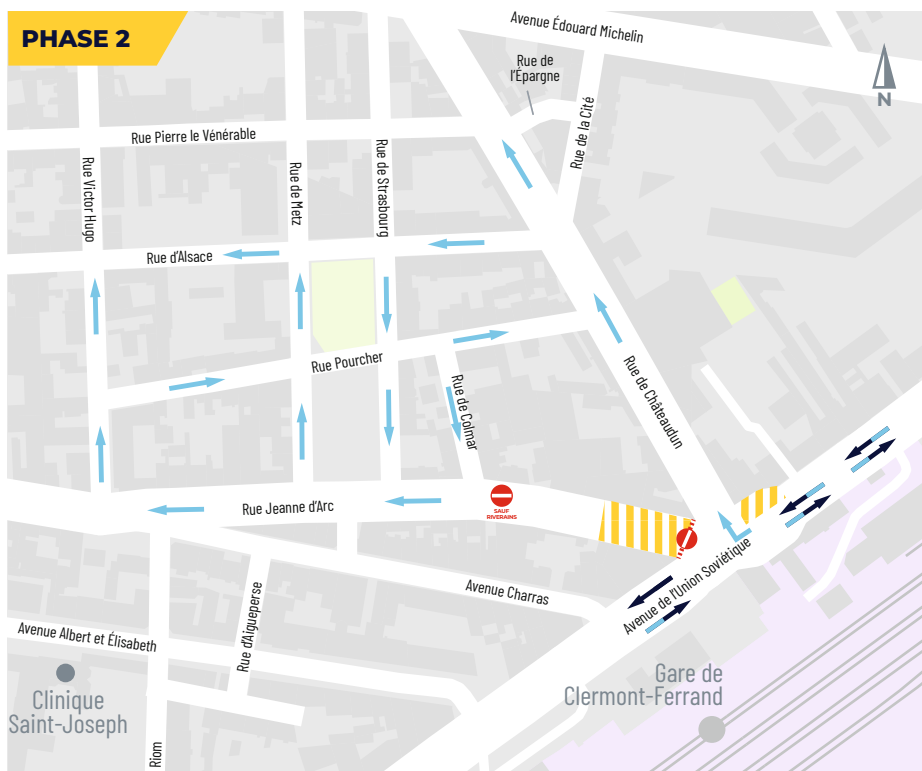 PHASE 2
Avenue Édouard Michelin
Rue de
l'Épargne
N
Rue de la Cité
Rue Pierre le Vénérable
Rue Victor Hugo
Rue de Metz
Rue de Strasbourg
Rue d'Alsace
Rue Pourcher
Rue de Colmar
Rue de Châteaudun
Rue Jeanne d'Arc
SAUF
RIVERAINS
Avenue de l'Union Soviétique
Avenue Charras
Rue d'Aigueperse
Avenue Albert et Élisabeth
Clinique
Saint-Joseph
Gare de
Clermont-Ferrand
Riom